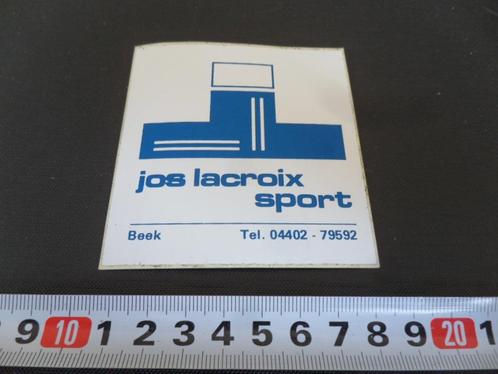 jos lacroix
sport
Beek Tel. 04402 - 79592
9 10 1 2 3 4 5 6 7 8 9 20 1